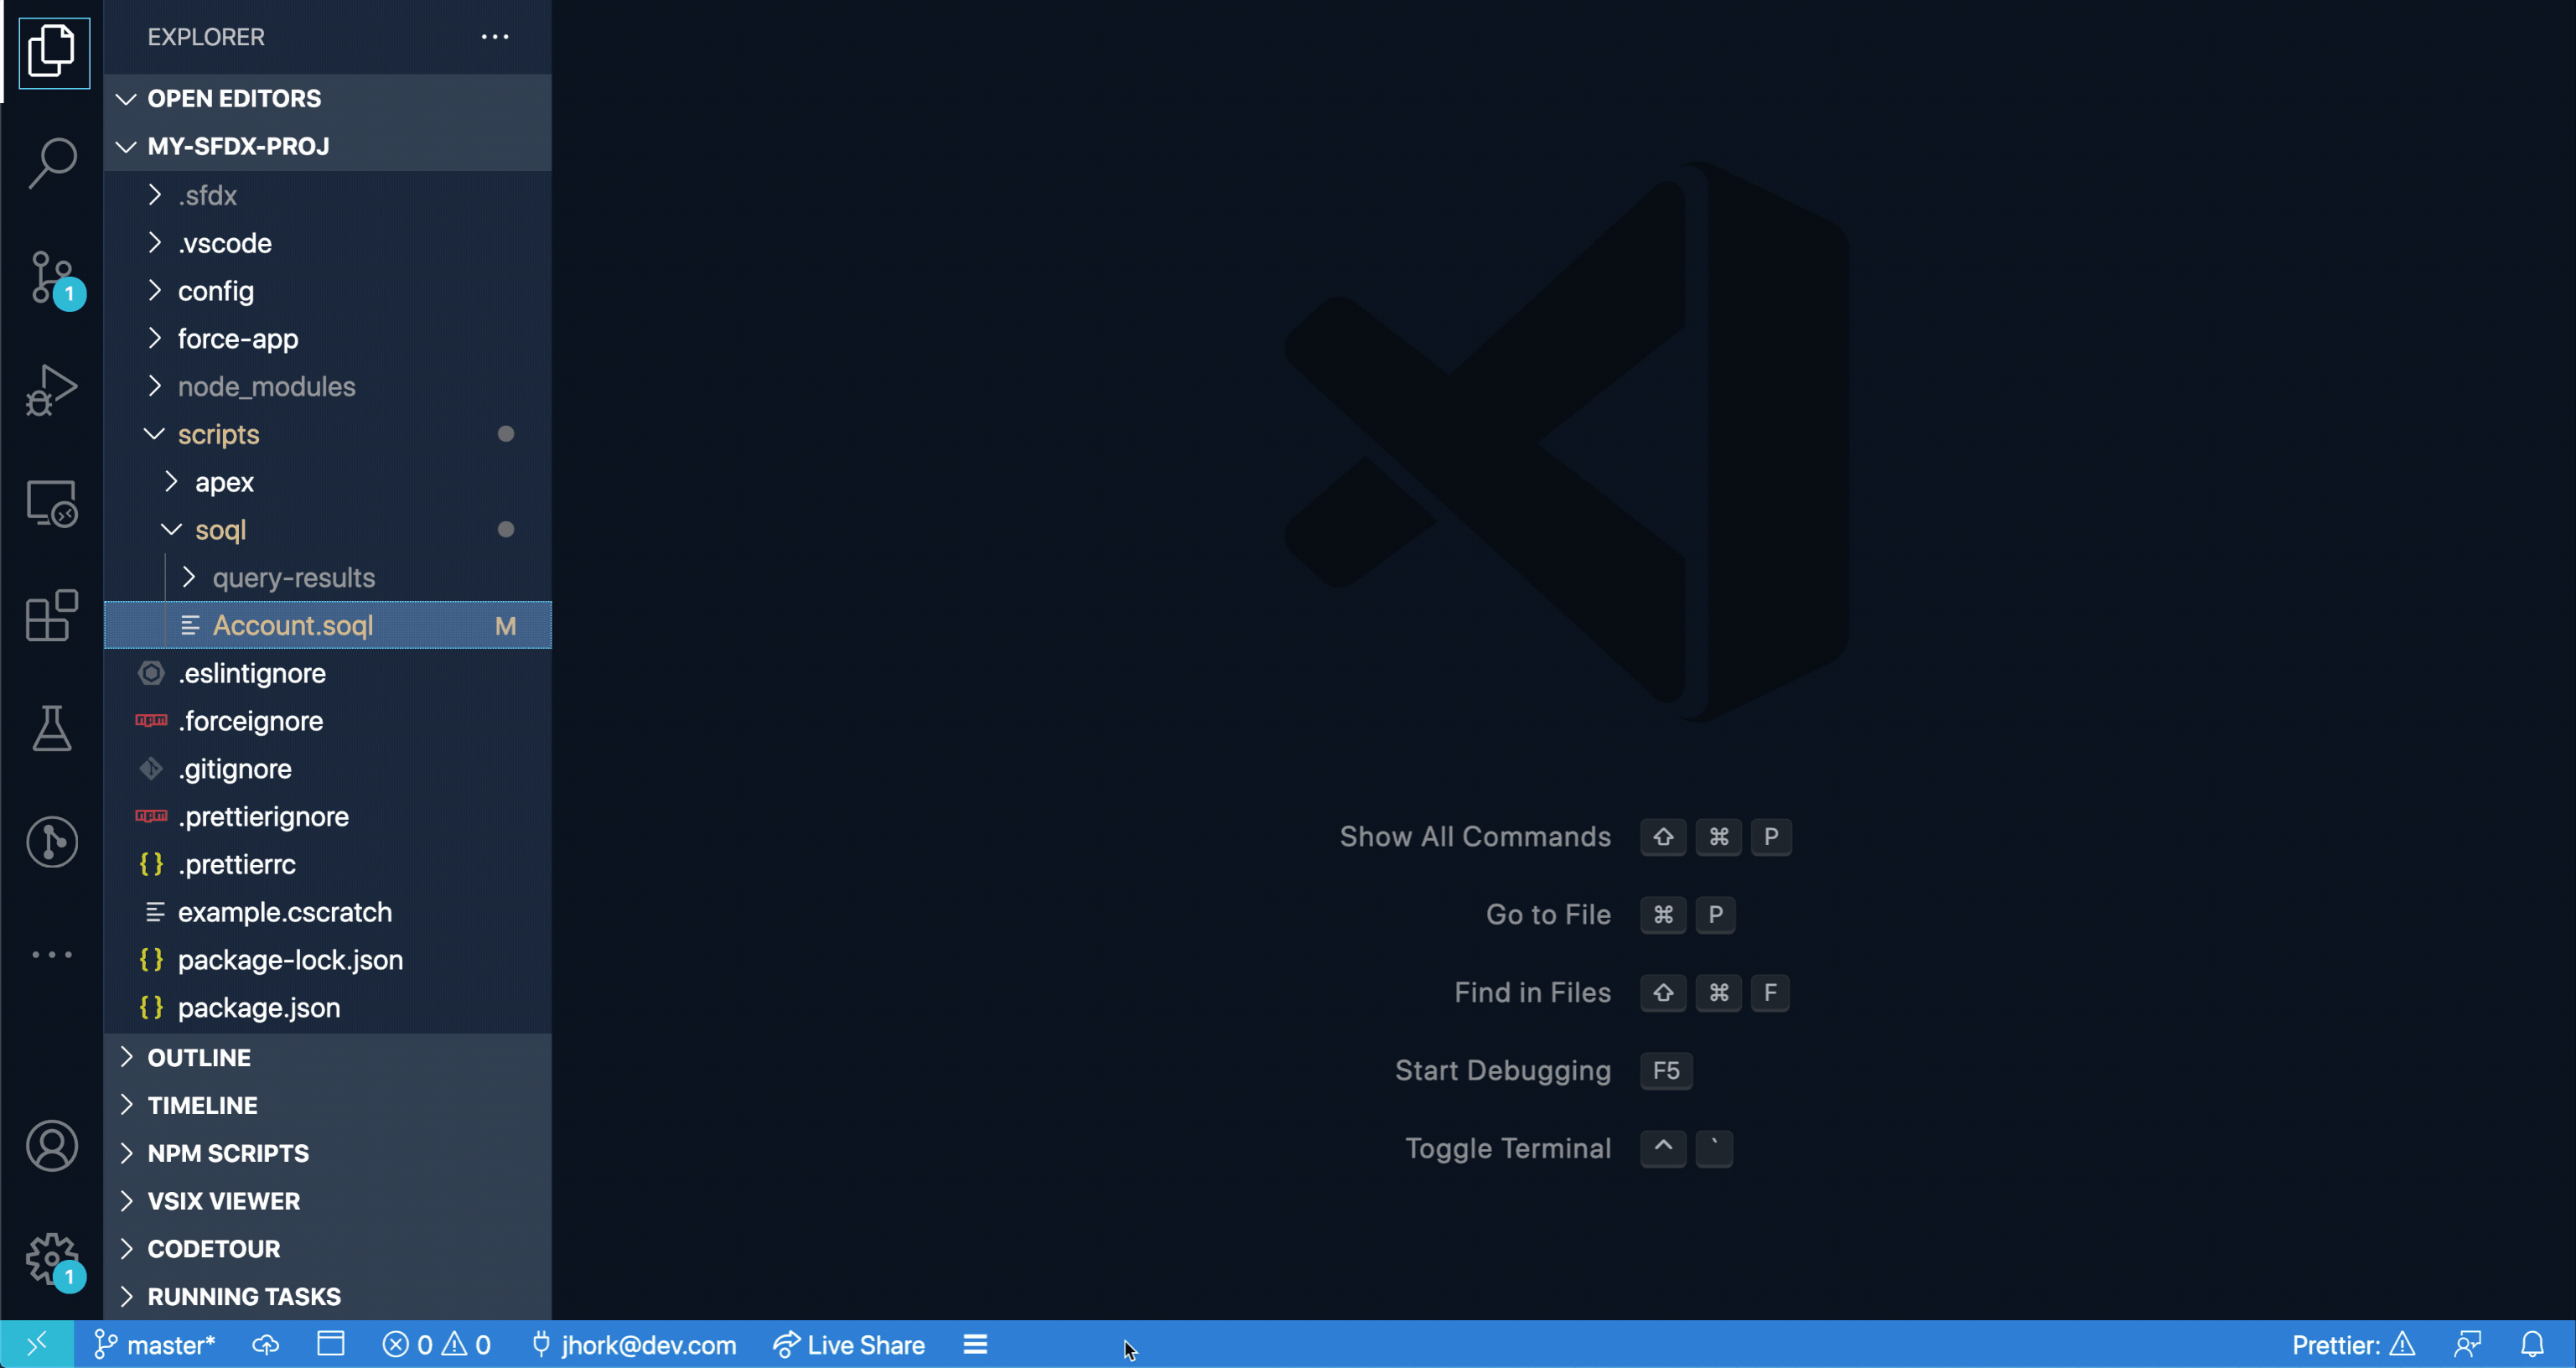 EXPLORER
OPEN EDITORS
MY-SFDX-PROJ
.sfdx
.vscode
config
force-app
node_modules
scripts
apex
soql
query-results
Account.soql M
.eslintignore
.forceignore
.gitignore
.prettierignore
.prettierrc
example.cscratch
package-lock.json
package.json
OUTLINE
TIMELINE
NPM SCRIPTS
VSIX VIEWER
CODETOUR
RUNNING TASKS
1
1
Show All Commands ⇧ ⌘ P
Go to File ⌘ P
Find in Files ⇧ ⌘ F
Start Debugging F5
Toggle Terminal ^ `
master* 0 0 jhork@dev.com Live Share Prettier: